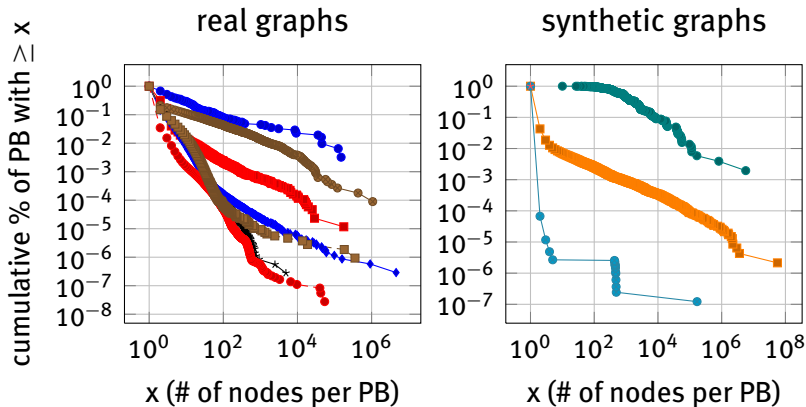 real graphs
synthetic graphs
cumulative % of PB with ≥ x
10^0
10^−1
10^−2
10^−3
10^−4
10^−5
10^−6
10^−7
10^−8
10^0 10^2 10^4 10^6
x (# of nodes per PB)
10^0
10^−1
10^−2
10^−3
10^−4
10^−5
10^−6
10^−7
10^0 10^2 10^4 10^6 10^8
x (# of nodes per PB)